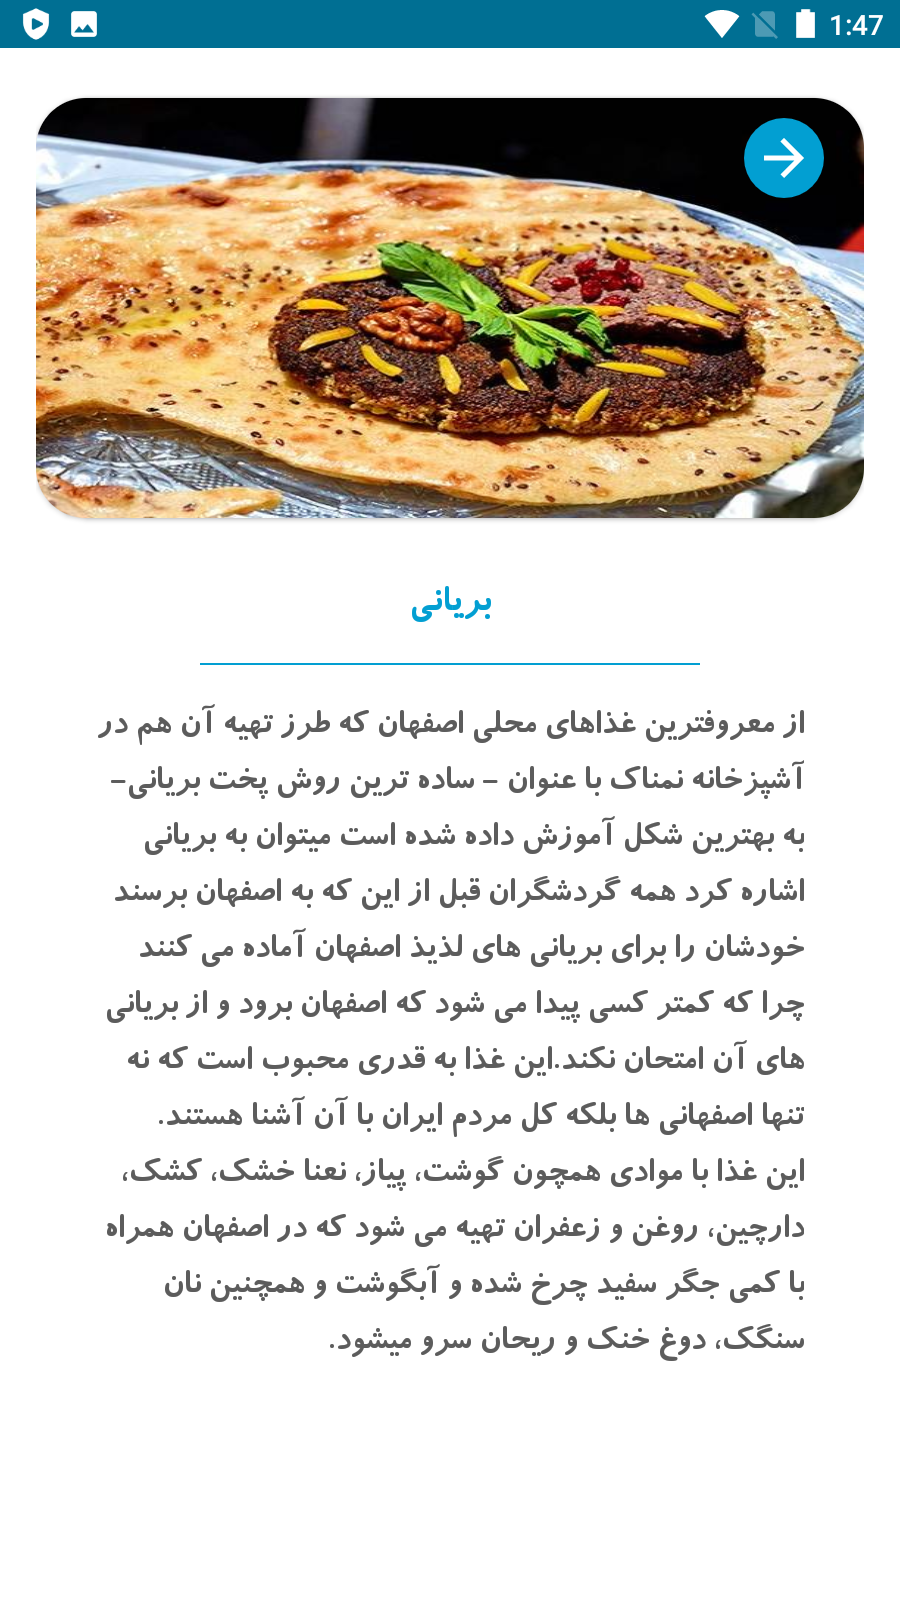 1:47
بریانی
از معروفترین غذاهای محلی اصفهان که طرز تهیه آن هم در
آشپزخانه نمناک با عنوان – ساده ترین روش پخت بریانی–
به بهترین شکل آموزش داده شده است میتوان به بریانی
اشاره کرد همه گردشگران قبل از این که به اصفهان برسند
خودشان را برای بریانی های لذیذ اصفهان آماده می کنند
چرا که کمتر کسی پیدا می شود که اصفهان برود و از بریانی
های آن امتحان نکند.این غذا به قدری محبوب است که نه
تنها اصفهانی ها بلکه کل مردم ایران با آن آشنا هستند.
این غذا با موادی همچون گوشت، پیاز، نعنا خشک، کشک،
دارچین، روغن و زعفران تهیه می شود که در اصفهان همراه
با کمی جگر سفید چرخ شده و آبگوشت و همچنین نان
سنگک، دوغ خنک و ریحان سرو میشود.